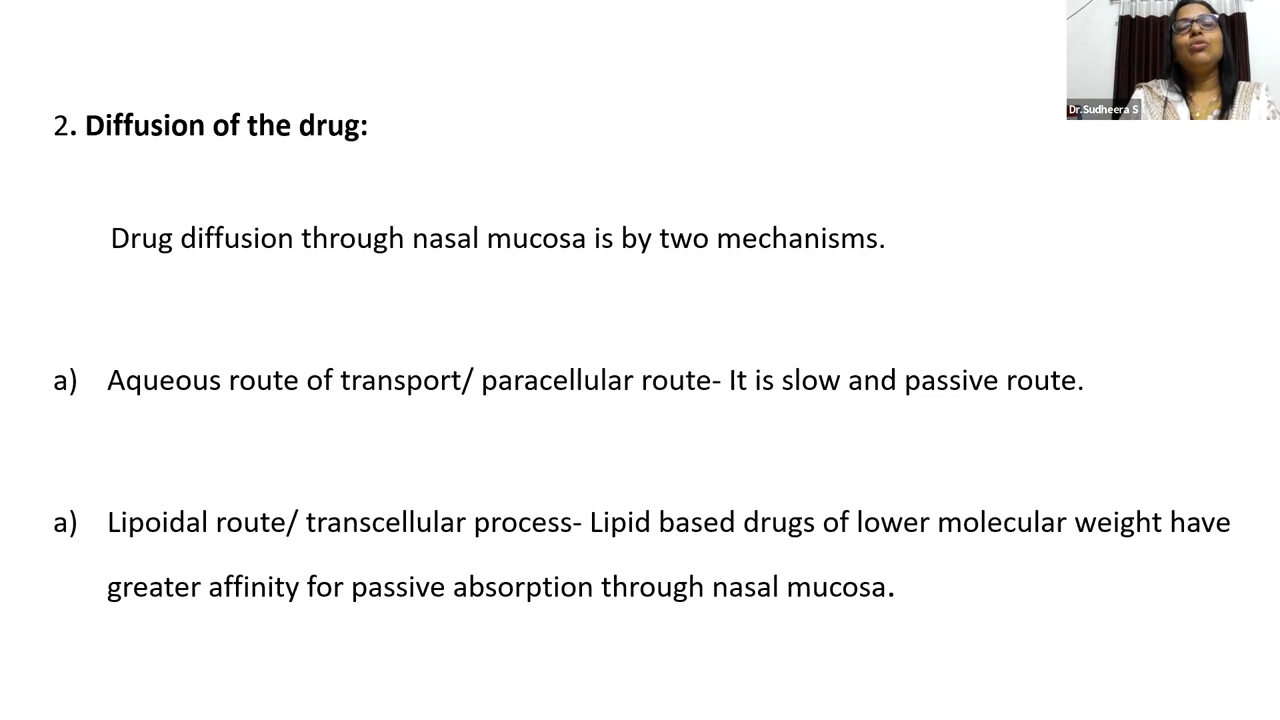 Dr.Sudheera S
2. Diffusion of the drug:
Drug diffusion through nasal mucosa is by two mechanisms.
a) Aqueous route of transport/ paracellular route- It is slow and passive route.
a) Lipoidal route/ transcellular process- Lipid based drugs of lower molecular weight have
greater affinity for passive absorption through nasal mucosa.